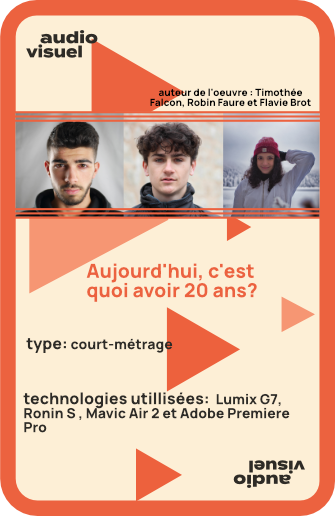 audio
visuel
auteur de l'oeuvre : Timothée
Falcon, Robin Faure et Flavie Brot
Aujourd'hui, c'est
quoi avoir 20 ans?
type: court-métrage
technologies utillisées: Lumix G7,
Ronin S , Mavic Air 2 et Adobe Premiere
Pro
audio
visuel